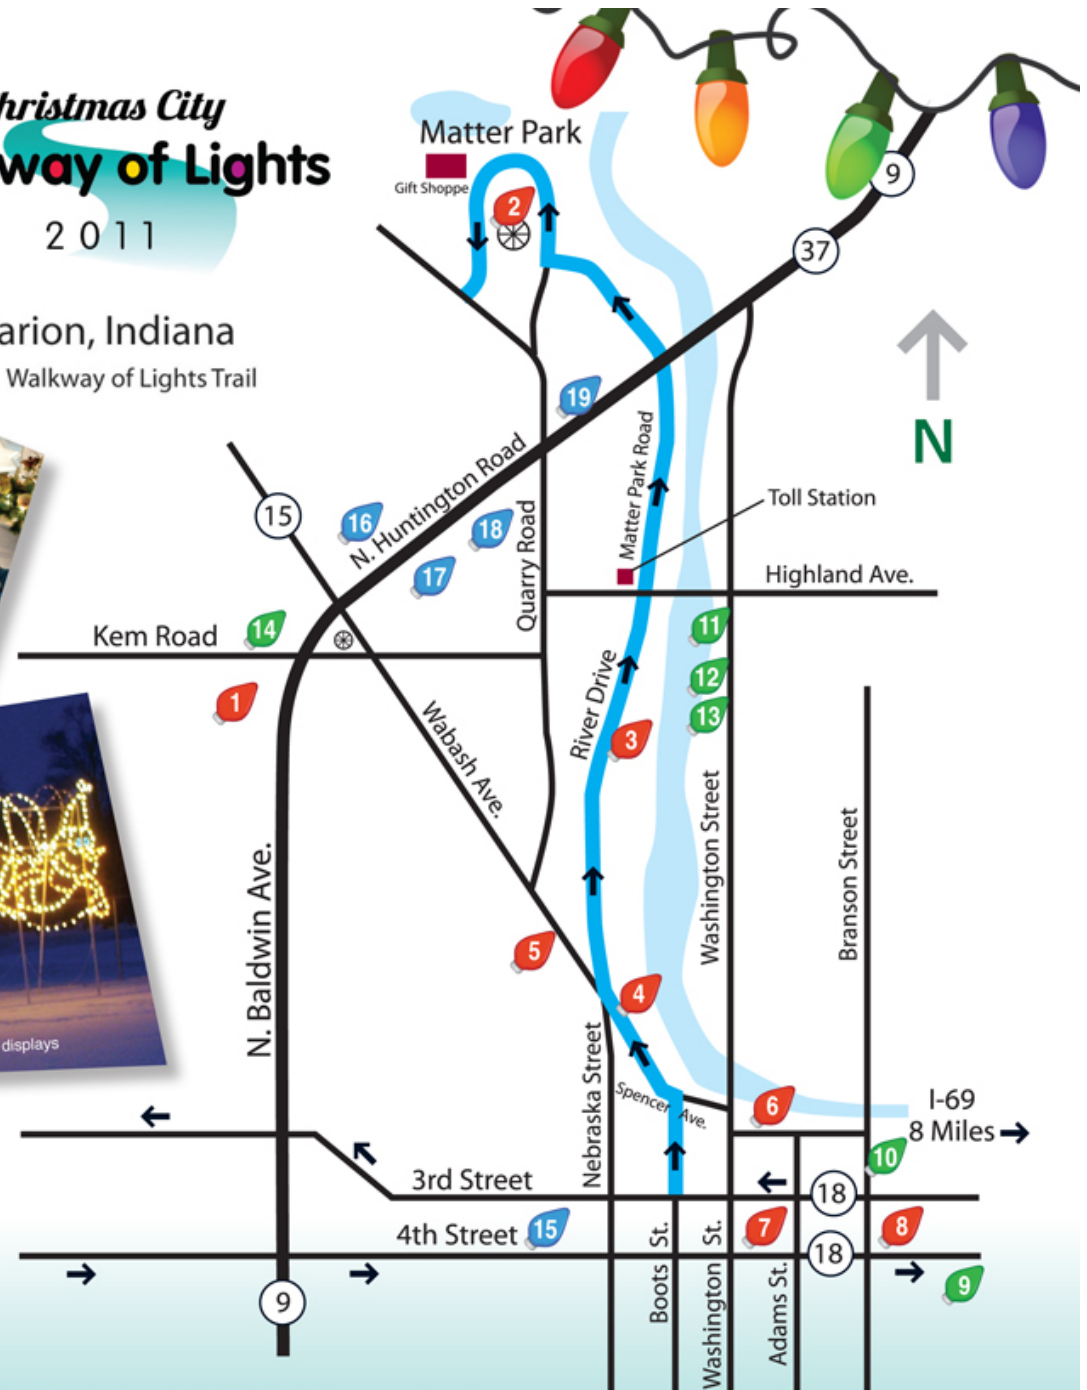 hristmas City
way of Lights
2011
arion, Indiana
Walkway of Lights Trail
Matter Park
Gift Shoppe
2
9
37
19
N. Huntington Road
15
16
18
17
Quarry Road
Matter Park Road
Toll Station
N
Highland Ave.
Kem Road
14
1
11
12
13
River Drive
3
Wabash Ave.
Washington Street
Branson Street
N. Baldwin Ave.
displays
5
4
Nebraska Street
Spencer Ave.
6
I-69
8 Miles
10
3rd Street
18
4th Street
15
7
8
18
9
9
Boots St.
Washington St.
Adams St.